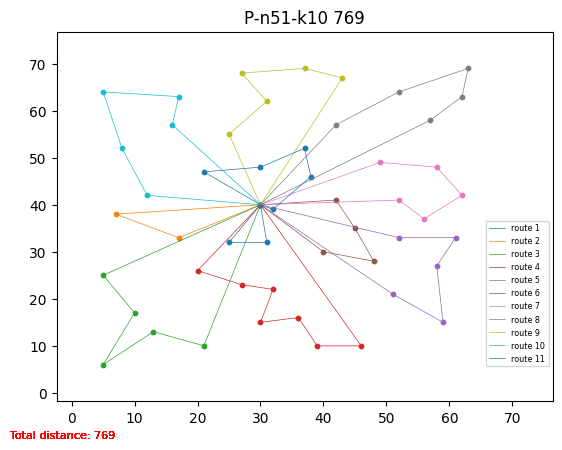 P-n51-k10 769
70
60
50
40
30
20
10
0
0 10 20 30 40 50 60 70
route 1
route 2
route 3
route 4
route 5
route 6
route 7
route 8
route 9
route 10
route 11
Total distance: 769